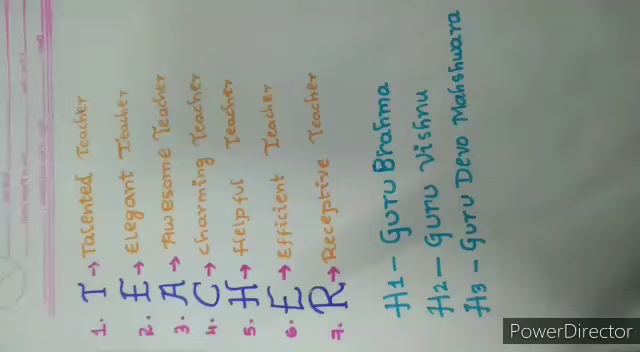 1. T → Talented Teacher
2. E → Elegant Teacher
3. A → Awesome Teacher
4. C → Charming Teacher
5. H → Helpful Teacher
6. E → Efficient Teacher
7. R → Receptive Teacher
H1 - GURU Brahma
H2 - GURU Vishnu
H3 - GURU Devo Mahshwara
PowerDirector